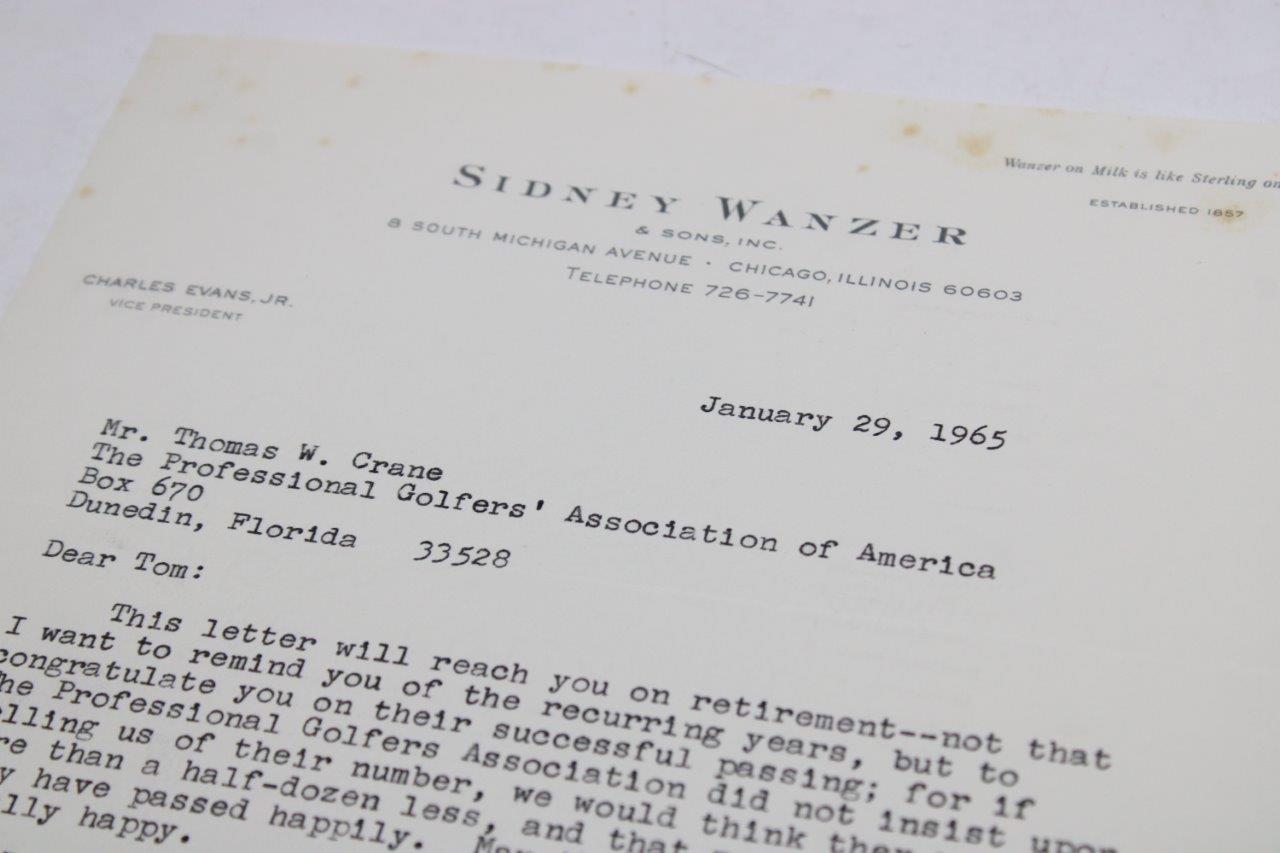 Wanzer on Milk is like Sterling on
ESTABLISHED 1857
SIDNEY WANZER
& SONS, INC.
8 SOUTH MICHIGAN AVENUE · CHICAGO, ILLINOIS 60603
TELEPHONE 726-7741
CHARLES EVANS, JR.
VICE PRESIDENT
January 29, 1965
Mr. Thomas W. Crane
The Professional Golfers' Association of America
Box 670
Dunedin, Florida 33528
Dear Tom:
This letter will reach you on retirement--not that
I want to remind you of the recurring years, but to
congratulate you on their successful passing; for if
he Professional Golfers Association did not insist upon
lling us of their number, we would think
re than a half-dozen less, and that
y have passed happily.
lly happy.